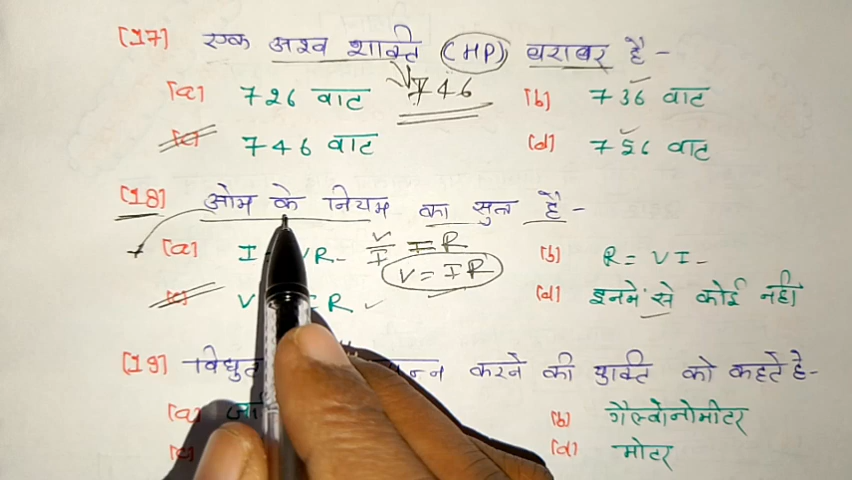 [17] एक अश्व शक्ति (HP) बराबर है -
[a] 726 वाट 746 [b] 736 वाट
[c] 746 वाट [d] 756 वाट
[18] ओम के नियम का सुत्र है -
[a] I VR - V/I = R [b] R = VI -
V = IR
[c] V IR [d] इनमे से कोई नही
[19] विधुत न्न करने की युक्ति को कहते है -
[a] [b] गैल्वोनोमीटर
[d] मोटर